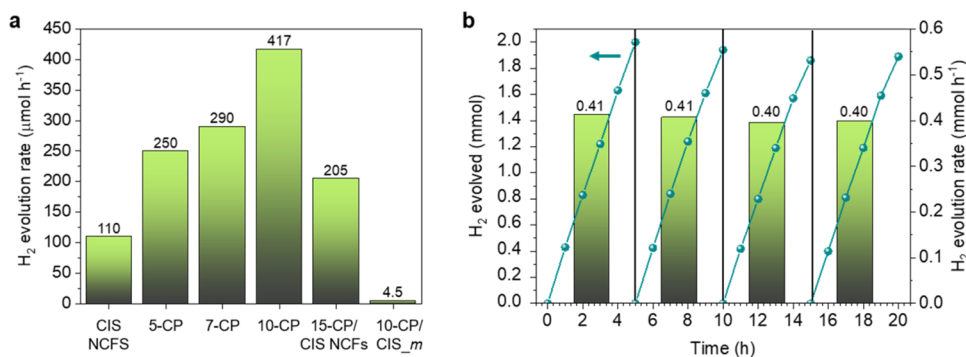 a
H₂ evolution rate (μmol h⁻¹)
450
400
350
300
250
200
150
100
50
0
110
250
290
417
205
4.5
CIS NCFS
5-CP
7-CP
10-CP
15-CP/ CIS NCFs
10-CP/ CIS_m
b
H₂ evolved (mmol)
2.0
1.8
1.6
1.4
1.2
1.0
0.8
0.6
0.4
0.2
0.0
0.41
0.41
0.40
0.40
0.6
0.5
0.4
0.3
0.2
0.1
0.0
H₂ evolution rate (mmol h⁻¹)
0 2 4 6 8 10 12 14 16 18 20
Time (h)